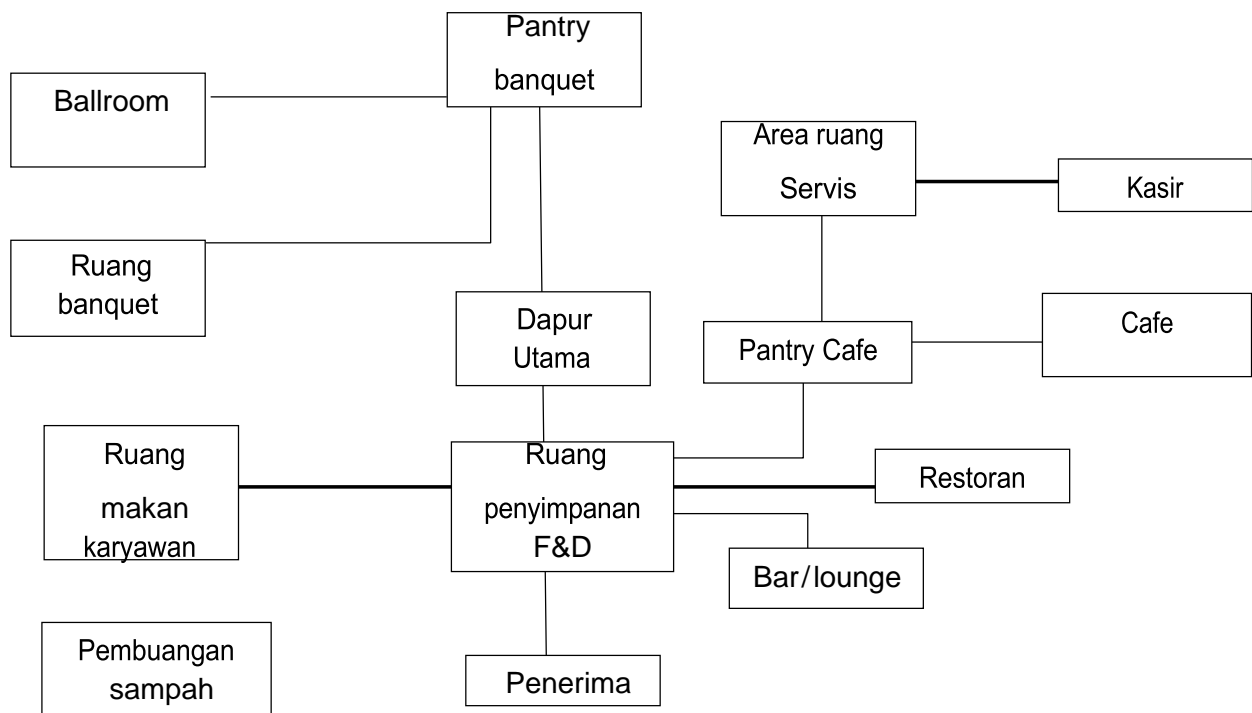 Pantry
banquet
Ballroom
Area ruang
Servis
Kasir
Ruang
banquet
Dapur
Utama
Pantry Cafe
Cafe
Ruang
makan
karyawan
Ruang
penyimpanan
F&D
Restoran
Bar/lounge
Pembuangan
sampah
Penerima